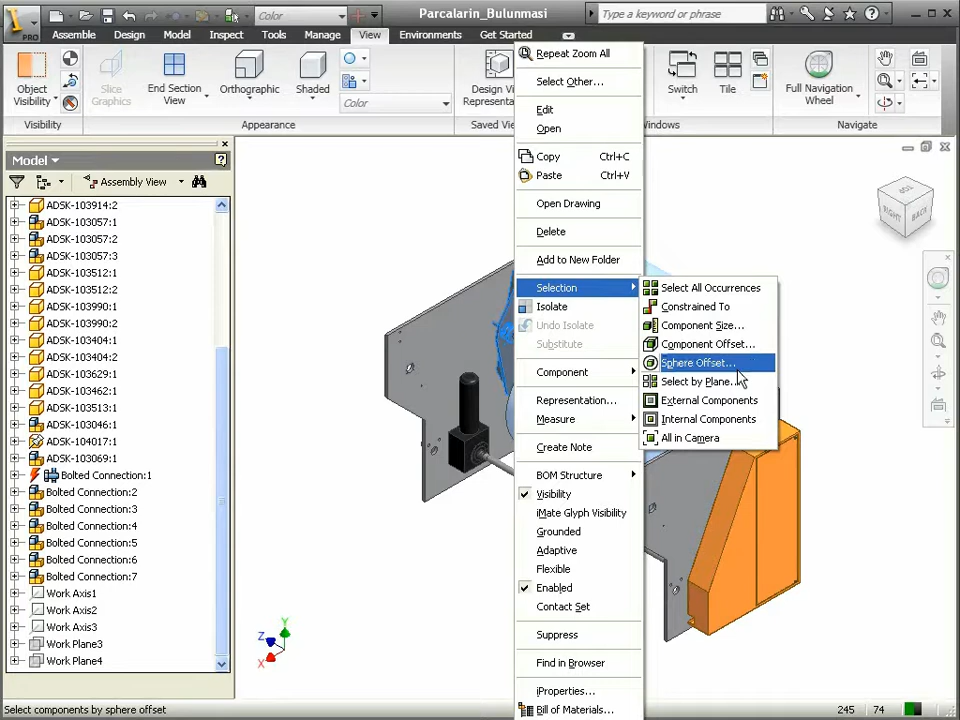 PRO
Color
Parcalarin_Bulunmasi
Type a keyword or phrase
Assembly Design Model Inspect Tools Manage View Environments Get Started
Object Visibility
Slice Graphics
End Section View
Orthographic
Shaded
Color
Switch
Tile
Full Navigation Wheel
Visibility
Appearance
Navigate
Model
Assembly View
ADSK-103914:2
ADSK-103057:1
ADSK-103057:2
ADSK-103057:3
ADSK-103512:1
ADSK-103512:2
ADSK-103990:1
ADSK-103990:2
ADSK-103404:1
ADSK-103404:2
ADSK-103629:1
ADSK-103462:1
ADSK-103513:1
ADSK-103046:1
ADSK-104017:1
ADSK-103069:1
Bolted Connection:1
Bolted Connection:2
Bolted Connection:3
Bolted Connection:4
Bolted Connection:5
Bolted Connection:6
Bolted Connection:7
Work Axis1
Work Axis2
Work Axis3
Work Plane3
Work Plane4
Repeat Zoom All
Select Other...
Edit
Open
Copy Ctrl+C
Paste Ctrl+V
Open Drawing
Delete
Add to New Folder
Selection
Isolate
Undo Isolate
Substitute
Component
Representation...
Measure
Create Note
BOM Structure
Visibility
iMate Glyph Visibility
Grounded
Adaptive
Flexible
Enabled
Contact Set
Suppress
Find in Browser
iProperties...
Bill of Materials...
Select All Occurrences
Constrained To
Component Size...
Component Offset...
Sphere Offset...
Select by Plane...
External Components
Internal Components
All in Camera
TOP
RIGHT
BACK
Y
Z
X
Select components by sphere offset
245 74